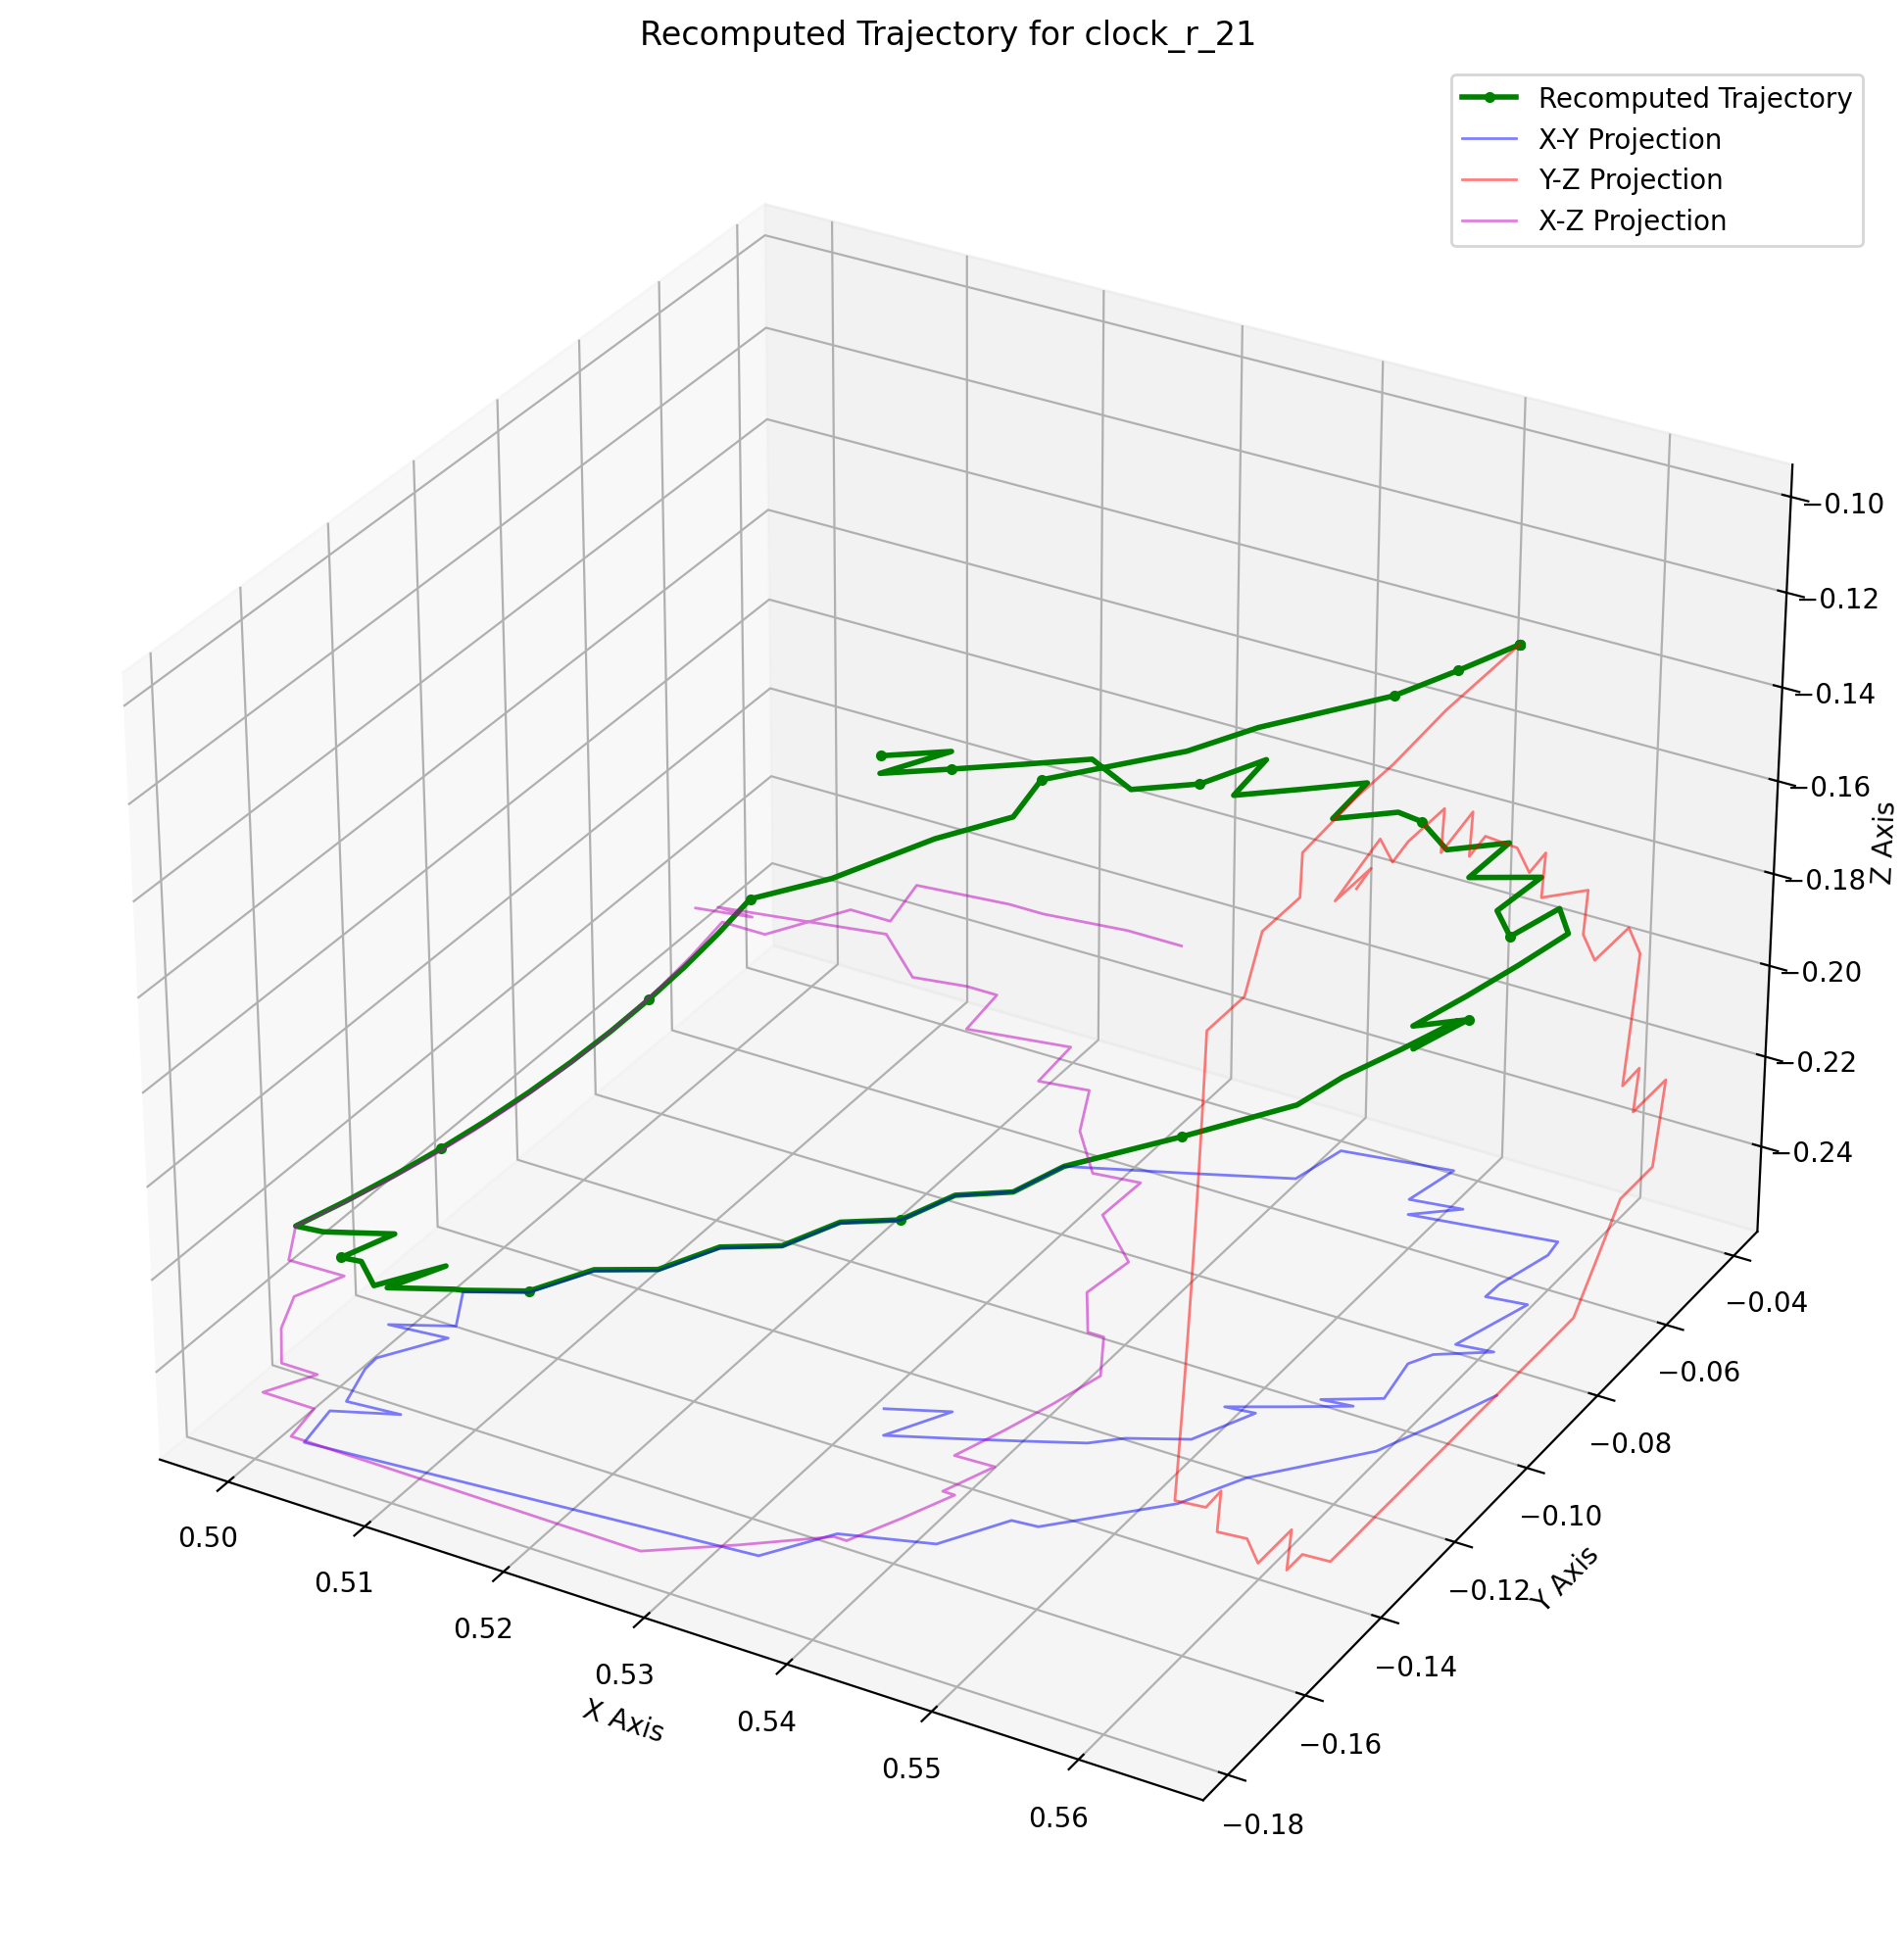 Recomputed Trajectory for clock_r_21
Recomputed Trajectory
X-Y Projection
Y-Z Projection
X-Z Projection
−0.10
−0.12
−0.14
−0.16
−0.18
−0.20
−0.22
−0.24
Z Axis
−0.04
−0.06
−0.08
−0.10
−0.12
−0.14
−0.16
−0.18
Y Axis
0.50
0.51
0.52
0.53
0.54
0.55
0.56
X Axis